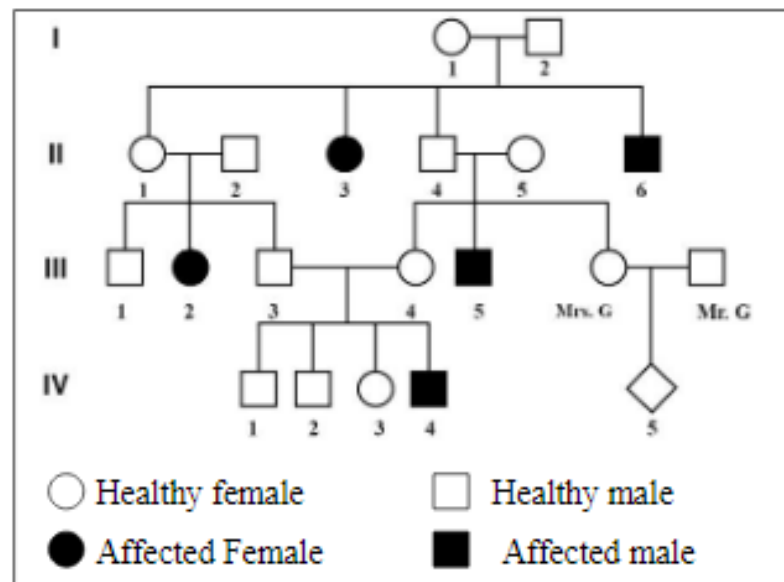 I
1 2
II
1 2 3 4 5 6
III
1 2 3 4 5 Mrs. G Mr. G
IV
1 2 3 4 5
Healthy female Healthy male
Affected Female Affected male